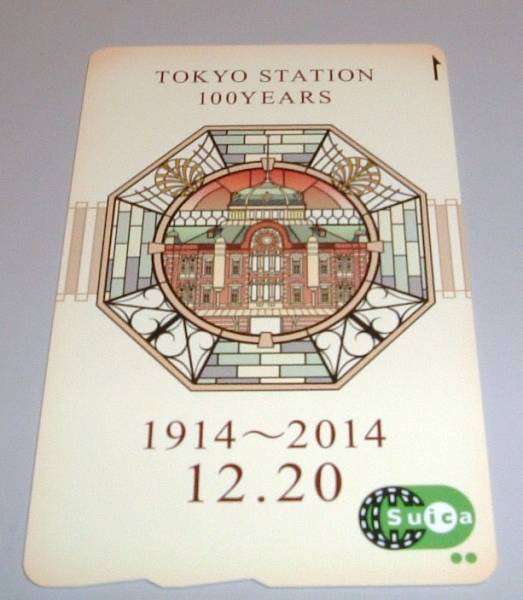 TOKYO STATION
100YEARS
1914～2014
12.20
Suica